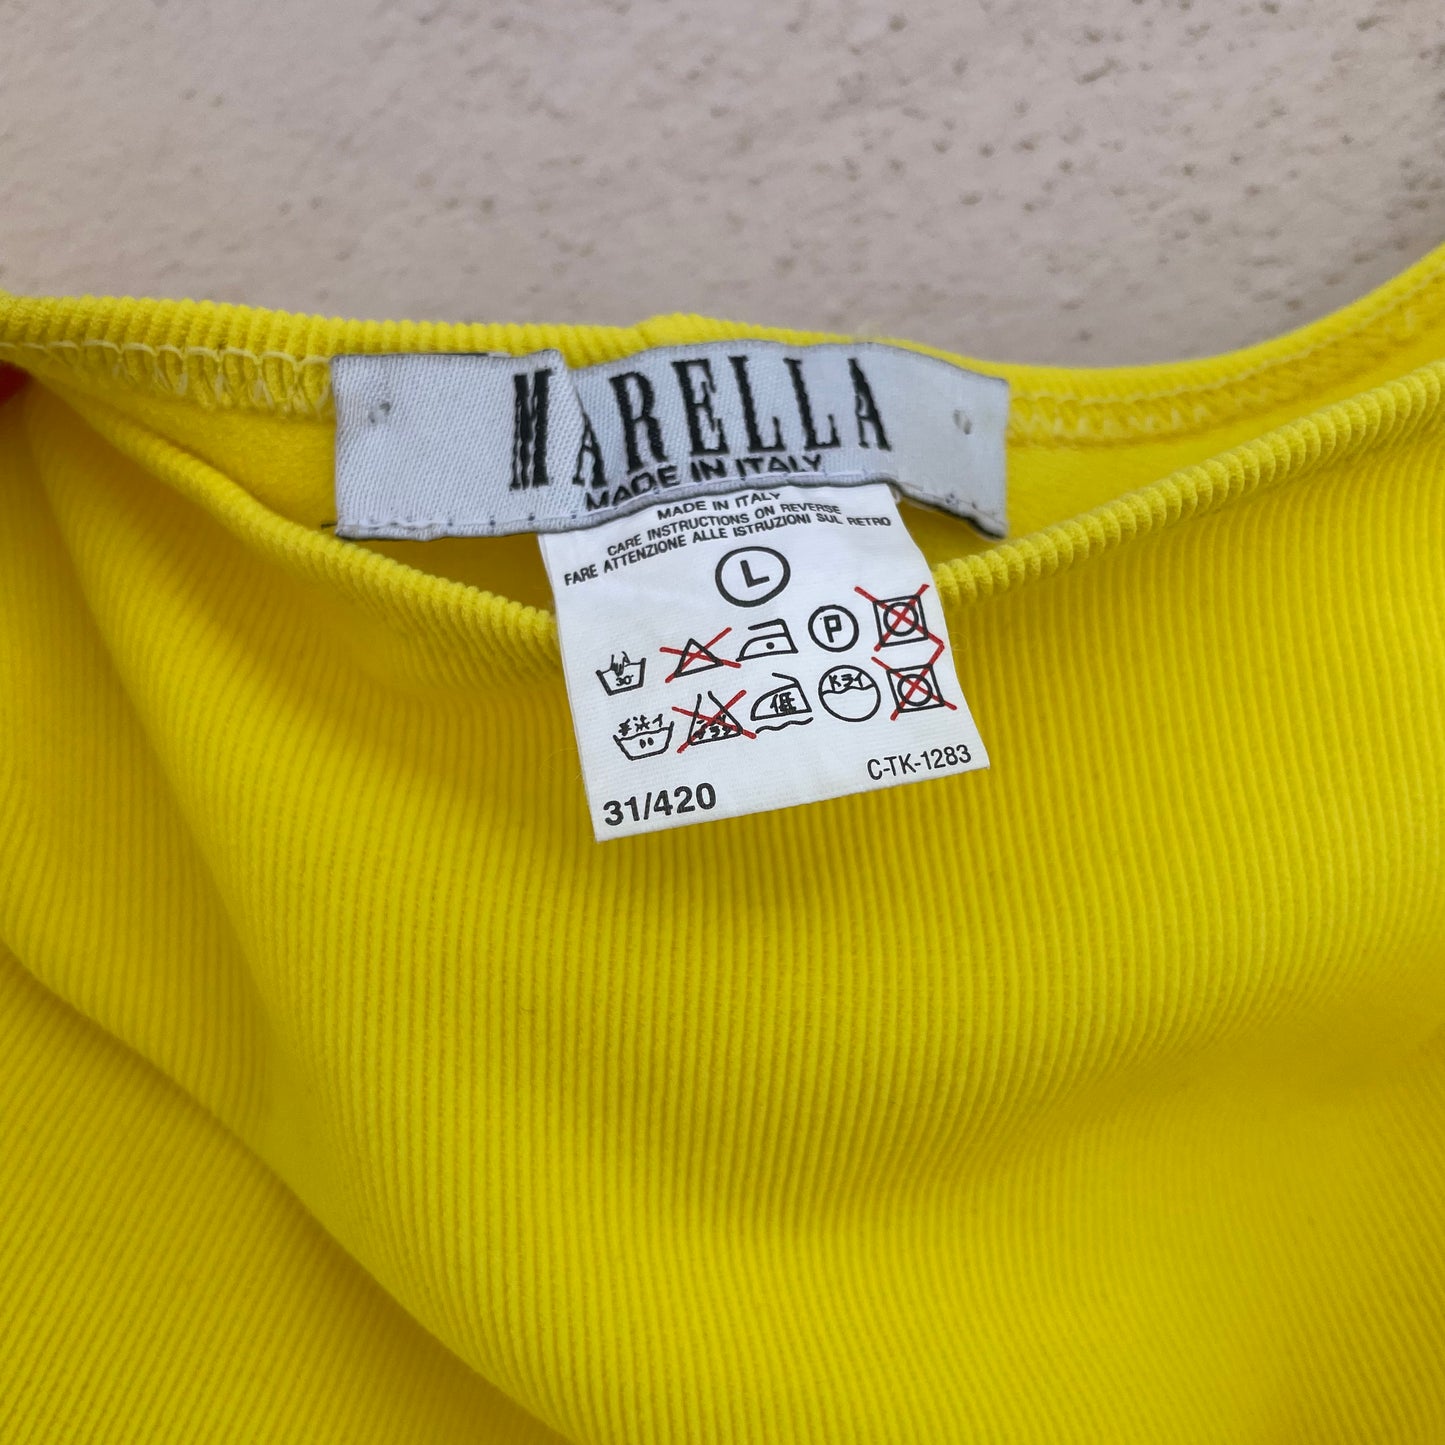 MARELLA
MADE IN ITALY
MADE IN ITALY
CARE INSTRUCTIONS ON REVERSE
FARE ATTENZIONE ALLE ISTRUZIONI SUL RETRO
L
30° P
手洗イ 低 ドライ
C-TK-1283
31/420